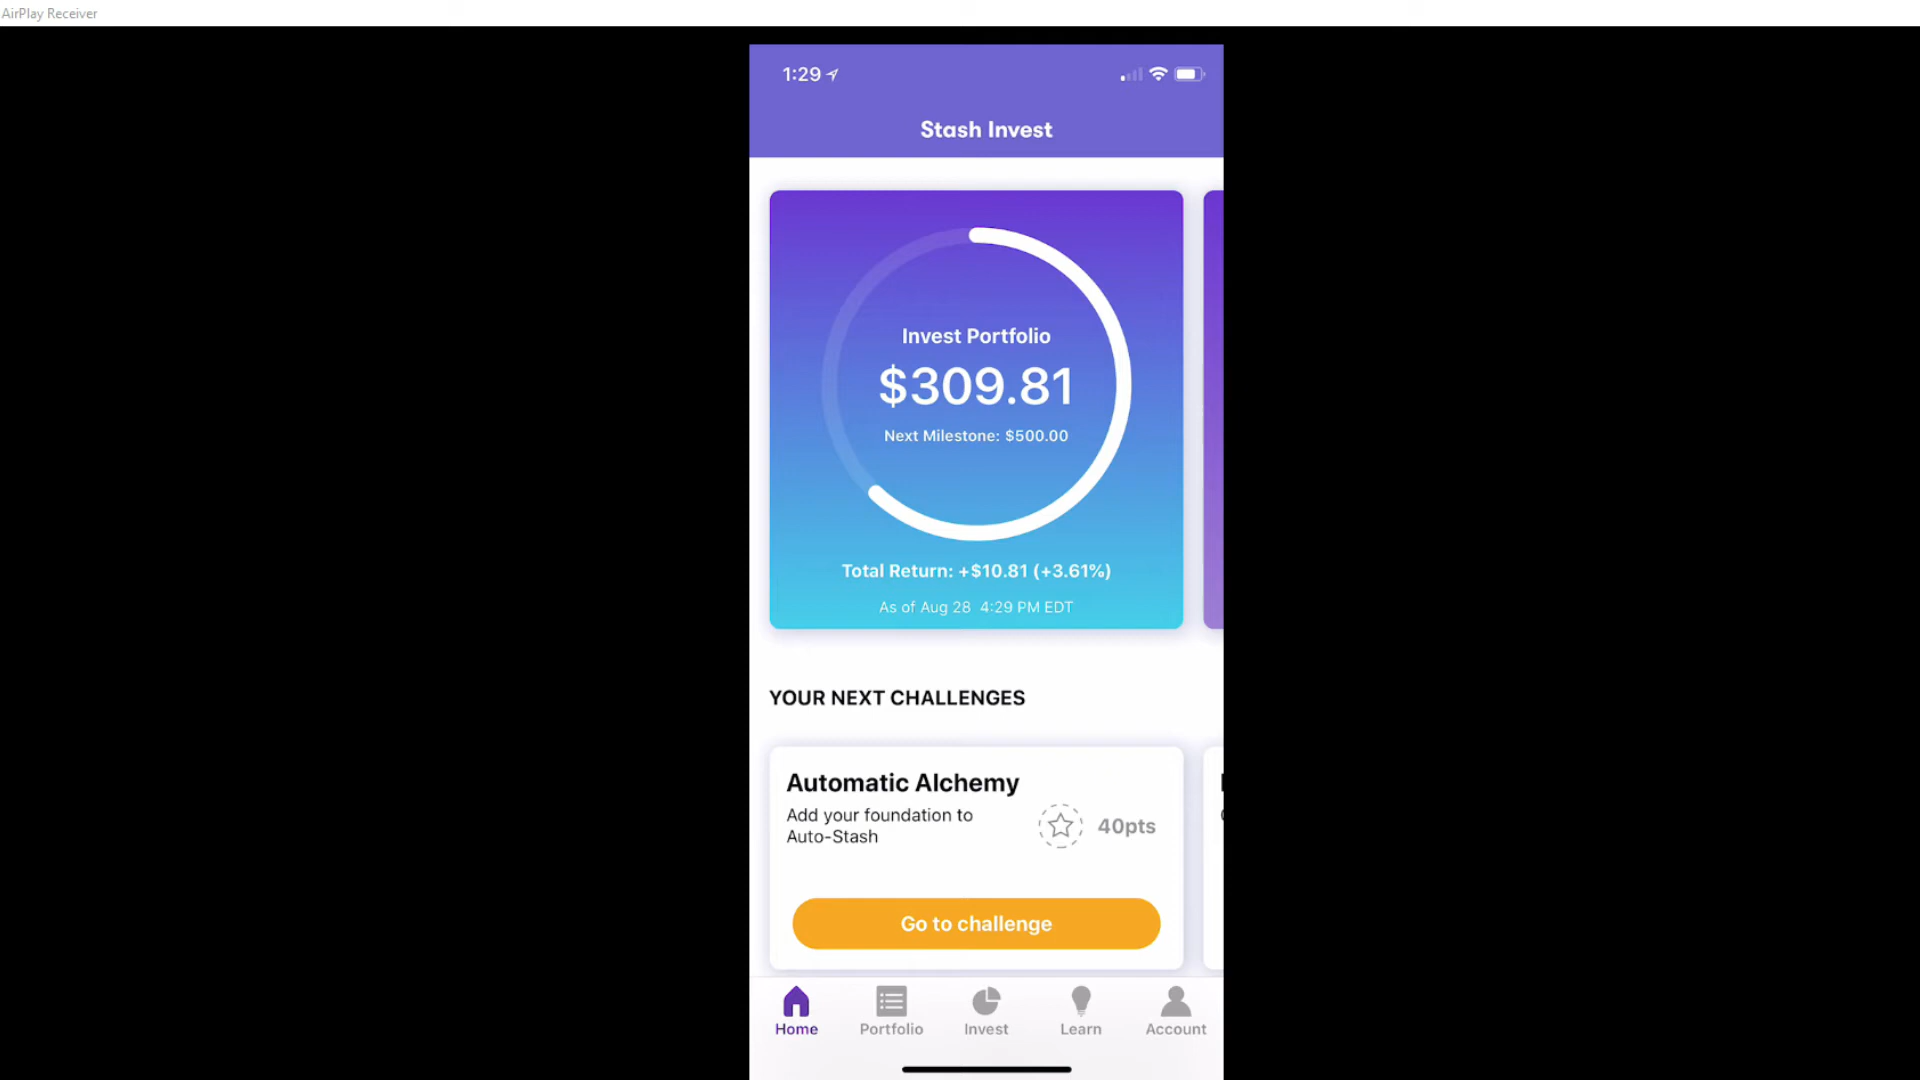 AirPlay Receiver
1:29
Stash Invest
Invest Portfolio
$309.81
Next Milestone: $500.00
Total Return: +$10.81 (+3.61%)
As of Aug 28 4:29 PM EDT
YOUR NEXT CHALLENGES
Automatic Alchemy
Add your foundation to
Auto-Stash
40pts
Go to challenge
Home
Portfolio
Invest
Learn
Account